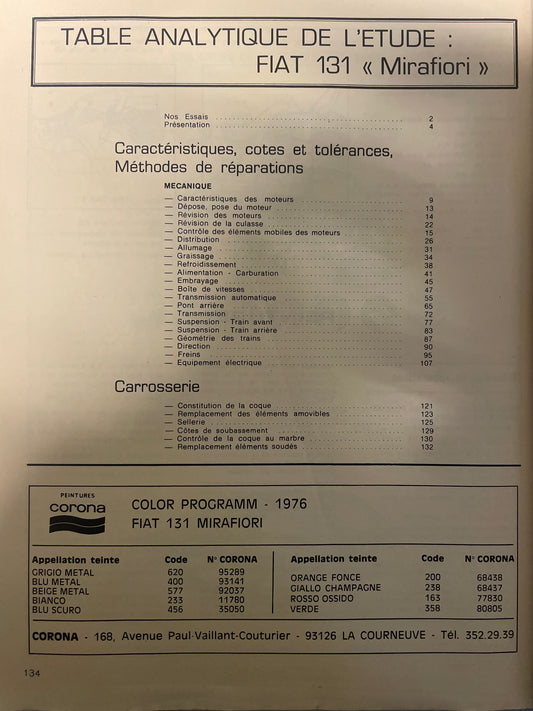 TABLE ANALYTIQUE DE L'ETUDE :
FIAT 131 « Mirafiori »
Nos Essais .......... 2
Présentation .......... 4
Caractéristiques, cotes et tolérances,
Méthodes de réparations
MECANIQUE
— Caractéristiques des moteurs .......... 9
— Dépose, pose du moteur .......... 13
— Révision des moteurs .......... 14
— Révision de la culasse .......... 22
— Contrôle des éléments mobiles des moteurs .......... 15
— Distribution .......... 26
— Allumage .......... 31
— Graissage .......... 34
— Refroidissement .......... 38
— Alimentation - Carburation .......... 41
— Embrayage .......... 45
— Boîte de vitesses .......... 47
— Transmission automatique .......... 55
— Pont arrière .......... 65
— Transmission .......... 72
— Suspension - Train avant .......... 77
— Suspension - Train arrière .......... 83
— Géométrie des trains .......... 87
— Direction .......... 90
— Freins .......... 95
— Equipement électrique .......... 107
Carrosserie
— Constitution de la coque .......... 121
— Remplacement des éléments amovibles .......... 123
— Sellerie .......... 125
— Côtes de soubassement .......... 129
— Contrôle de la coque au marbre .......... 130
— Remplacement éléments soudés .......... 132
PEINTURES
corona
COLOR PROGRAMM - 1976
FIAT 131 MIRAFIORI
Appellation teinte Code N° CORONA
GRIGIO METAL 620 95289
BLU METAL 400 93141
BEIGE METAL 577 92037
BIANCO 233 11780
BLU SCURO 456 35050
Appellation teinte Code N° CORONA
ORANGE FONCE 200 68438
GIALLO CHAMPAGNE 238 68437
ROSSO OSSIDO 163 77830
VERDE 358 80805
CORONA - 168, Avenue Paul-Vaillant-Couturier - 93126 LA COURNEUVE - Tél. 352.29.39
134